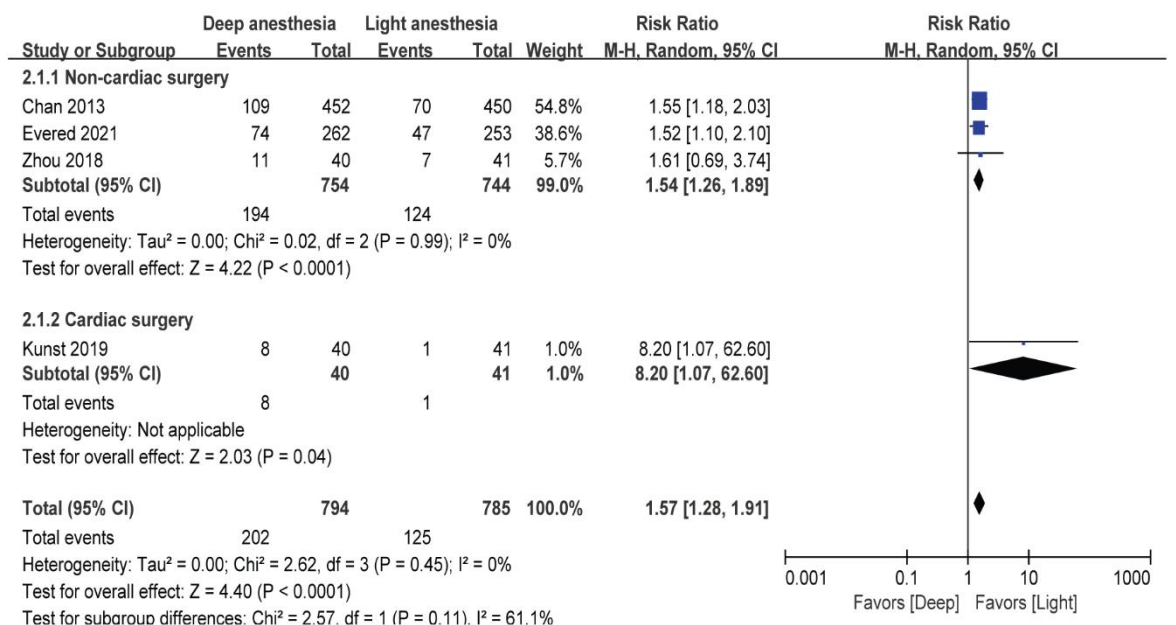 Deep anesthesia Light anesthesia Risk Ratio Risk Ratio
Study or Subgroup Events Total Events Total Weight M-H, Random, 95% CI M-H, Random, 95% CI
2.1.1 Non-cardiac surgery
Chan 2013 109 452 70 450 54.8% 1.55 [1.18, 2.03]
Evered 2021 74 262 47 253 38.6% 1.52 [1.10, 2.10]
Zhou 2018 11 40 7 41 5.7% 1.61 [0.69, 3.74]
Subtotal (95% CI) 754 744 99.0% 1.54 [1.26, 1.89]
Total events 194 124
Heterogeneity: Tau² = 0.00; Chi² = 0.02, df = 2 (P = 0.99); I² = 0%
Test for overall effect: Z = 4.22 (P < 0.0001)
2.1.2 Cardiac surgery
Kunst 2019 8 40 1 41 1.0% 8.20 [1.07, 62.60]
Subtotal (95% CI) 40 41 1.0% 8.20 [1.07, 62.60]
Total events 8 1
Heterogeneity: Not applicable
Test for overall effect: Z = 2.03 (P = 0.04)
Total (95% CI) 794 785 100.0% 1.57 [1.28, 1.91]
Total events 202 125
Heterogeneity: Tau² = 0.00; Chi² = 2.62, df = 3 (P = 0.45); I² = 0%
Test for overall effect: Z = 4.40 (P < 0.0001)
Test for subgroup differences: Chi² = 2.57, df = 1 (P = 0.11), I² = 61.1%
0.001 0.1 1 10 1000
Favors [Deep] Favors [Light]